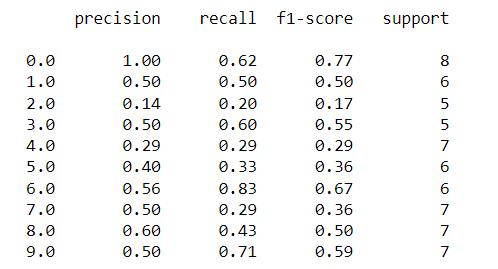 precision recall f1-score support
0.0 1.00 0.62 0.77 8
1.0 0.50 0.50 0.50 6
2.0 0.14 0.20 0.17 5
3.0 0.50 0.60 0.55 5
4.0 0.29 0.29 0.29 7
5.0 0.40 0.33 0.36 6
6.0 0.56 0.83 0.67 6
7.0 0.50 0.29 0.36 7
8.0 0.60 0.43 0.50 7
9.0 0.50 0.71 0.59 7